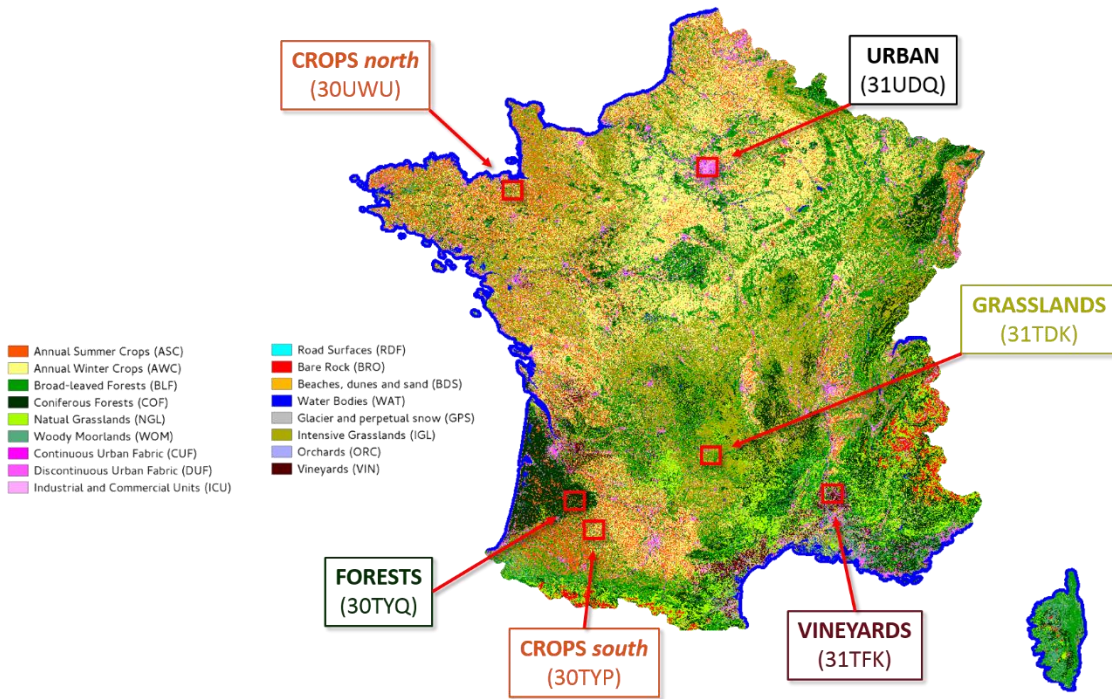 CROPS north
(30UWU)
URBAN
(31UDQ)
GRASSLANDS
(31TDK)
Annual Summer Crops (ASC)
Annual Winter Crops (AWC)
Broad-leaved Forests (BLF)
Coniferous Forests (COF)
Natual Grasslands (NGL)
Woody Moorlands (WOM)
Continuous Urban Fabric (CUF)
Discontinuous Urban Fabric (DUF)
Industrial and Commercial Units (ICU)
Road Surfaces (RDF)
Bare Rock (BRO)
Beaches, dunes and sand (BDS)
Water Bodies (WAT)
Glacier and perpetual snow (GPS)
Intensive Grasslands (IGL)
Orchards (ORC)
Vineyards (VIN)
FORESTS
(30TYQ)
CROPS south
(30TYP)
VINEYARDS
(31TFK)